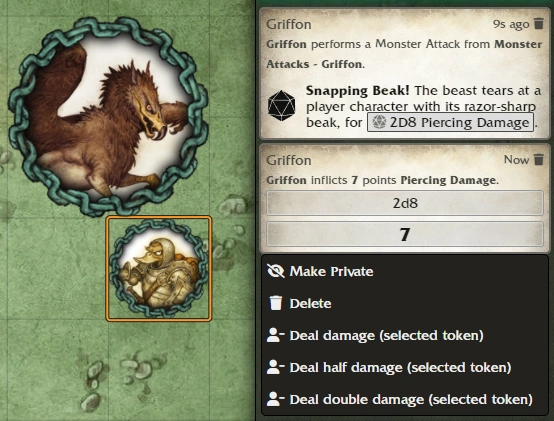 Griffon 9s ago
Griffon performs a Monster Attack from Monster
Attacks - Griffon.
Snapping Beak! The beast tears at a
player character with its razor-sharp
beak, for 2D8 Piercing Damage.
Griffon Now
Griffon inflicts 7 points Piercing Damage.
2d8
7
Make Private
Delete
Deal damage (selected token)
Deal half damage (selected token)
Deal double damage (selected token)